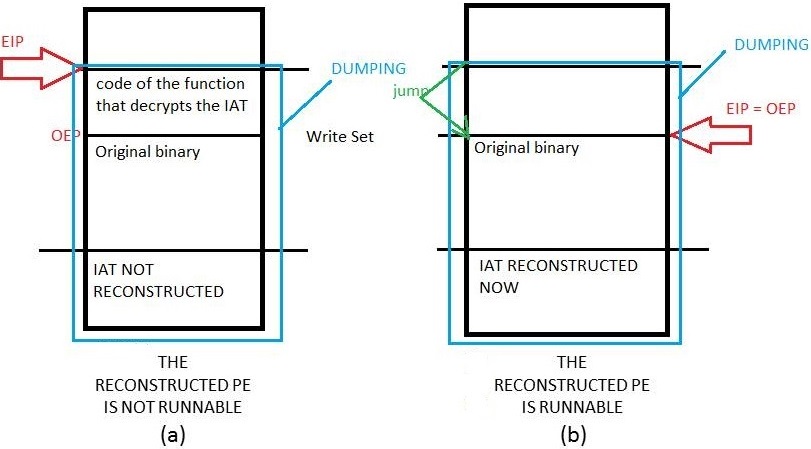 EIP
code of the function
that decrypts the IAT
OEP
Original binary
IAT NOT
RECONSTRUCTED
DUMPING
Write Set
THE
RECONSTRUCTED PE
IS NOT RUNNABLE
(a)
DUMPING
jump
EIP = OEP
Original binary
IAT RECONSTRUCTED
NOW
THE
RECONSTRUCTED PE
IS RUNNABLE
(b)